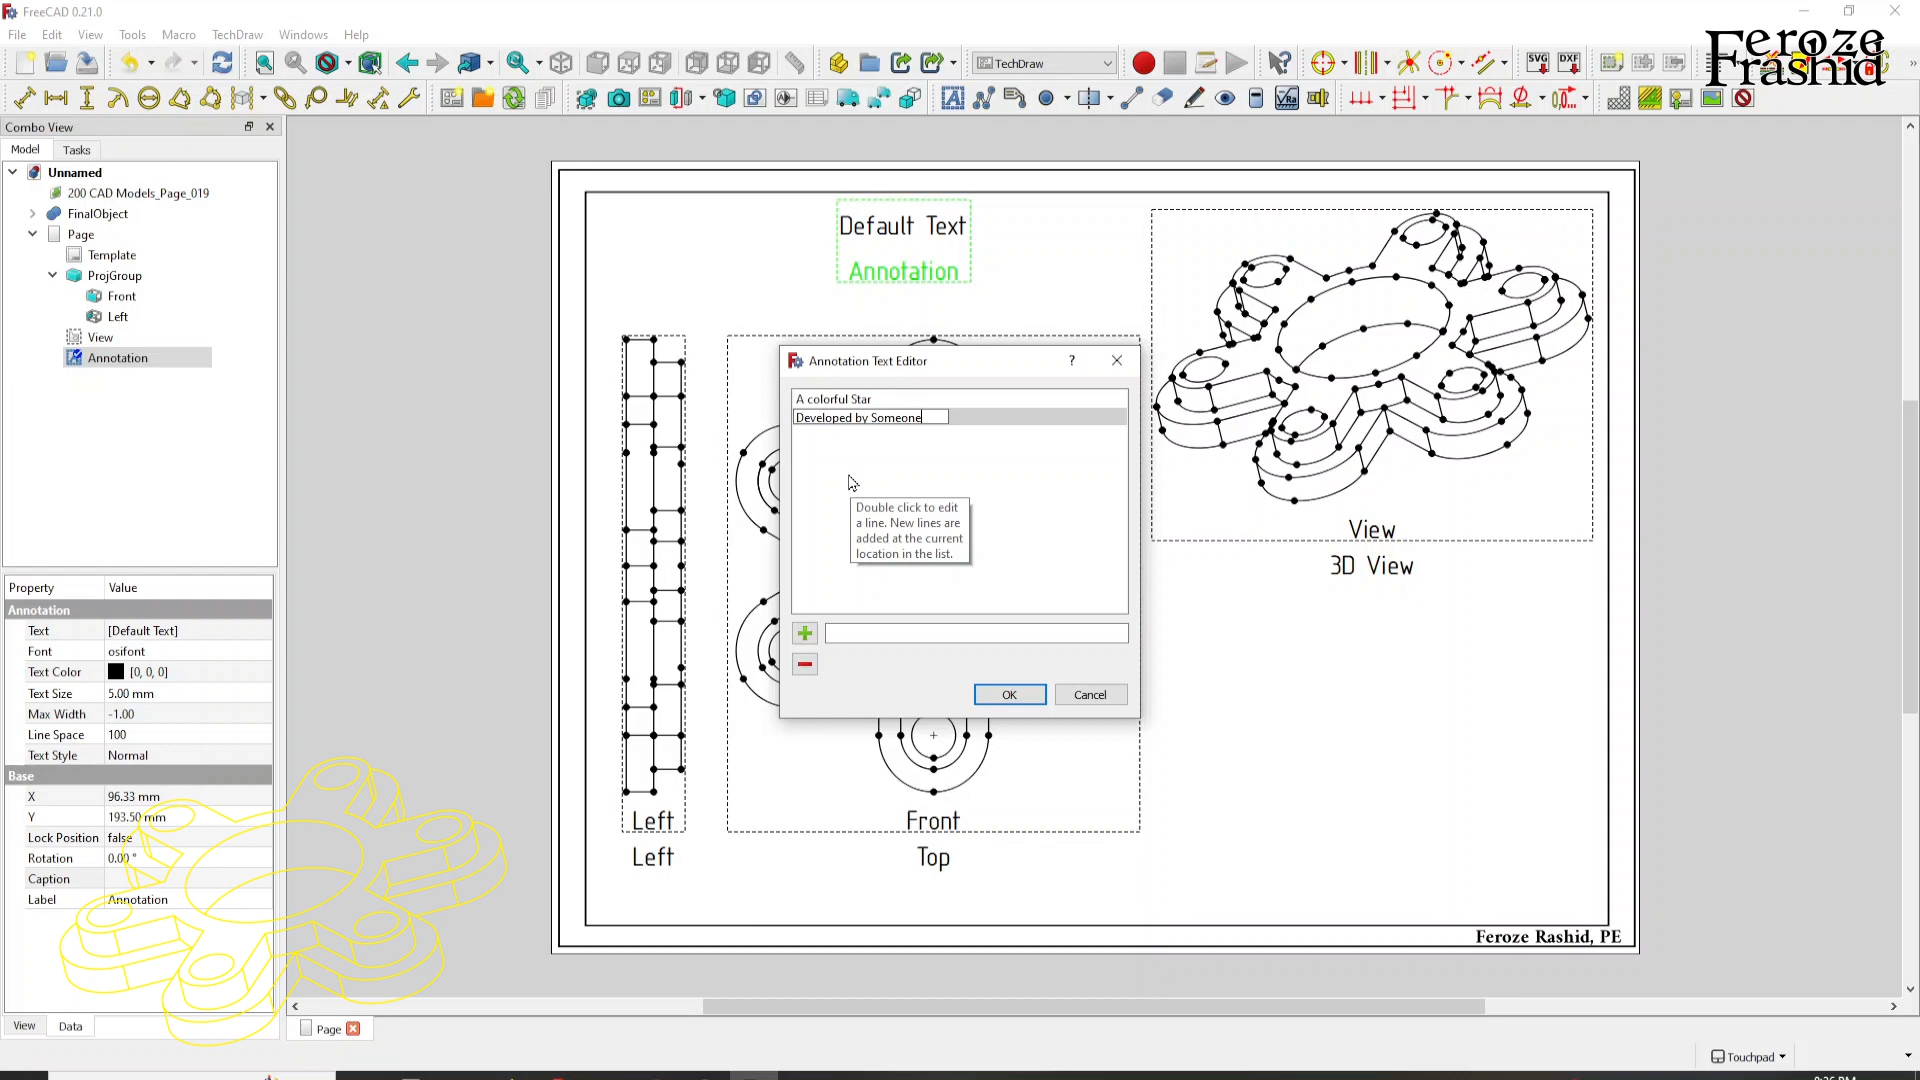 FreeCAD 0.21.0
File Edit View Tools Macro TechDraw Windows Help
Feroze Frashid
TechDraw
SVG DXF
Combo View
Model Tasks
Unnamed
200 CAD Models_Page_019
FinalObject
Page
Template
ProjGroup
Front
Left
View
Annotation
Property Value
Annotation
Text [Default Text]
Font osifont
Text Color [0, 0, 0]
Text Size 5.00 mm
Max Width -1.00
Line Space 100
Text Style Normal
Base
X 96.33 mm
Y 193.50 mm
Lock Position false
Rotation 0.00 °
Caption
Label Annotation
View Data
Default Text
Annotation
Annotation Text Editor
?
A colorful Star
Developed by Someone
Double click to edit
a line. New lines are
added at the current
location in the list.
OK Cancel
View
3D View
Left
Left
Front
Top
Feroze Rashid, PE
Page
Touchpad